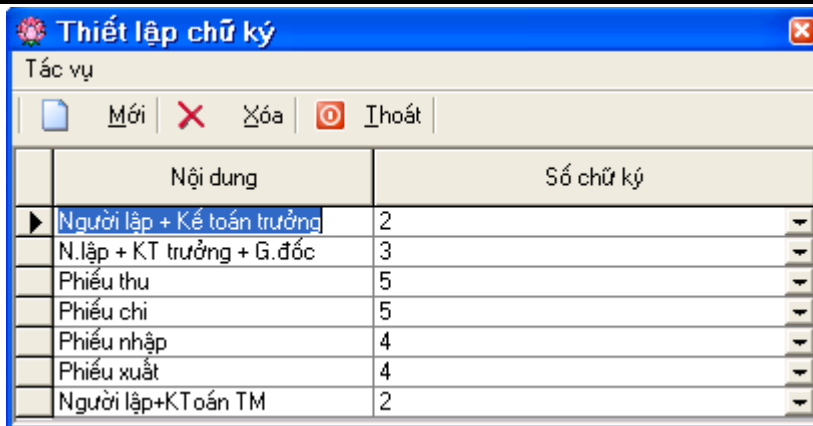 Thiết lập chữ ký
Tác vụ
Mới Xóa Thoát
Nội dung Số chữ ký
Người lập + Kế toán trưởng 2
N.lập + KT trưởng + G.đốc 3
Phiếu thu 5
Phiếu chi 5
Phiếu nhập 4
Phiếu xuất 4
Người lập+KToán TM 2